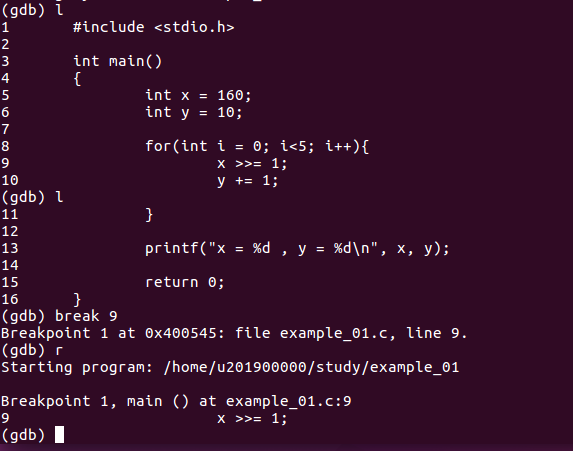 (gdb) l
1       #include <stdio.h>
2
3       int main()
4       {
5               int x = 160;
6               int y = 10;
7
8               for(int i = 0; i<5; i++){
9                       x >>= 1;
10                      y += 1;
(gdb) l
11              }
12
13              printf("x = %d , y = %d\n", x, y);
14
15              return 0;
16      }
(gdb) break 9
Breakpoint 1 at 0x400545: file example_01.c, line 9.
(gdb) r
Starting program: /home/u201900000/study/example_01

Breakpoint 1, main () at example_01.c:9
9                       x >>= 1;
(gdb)